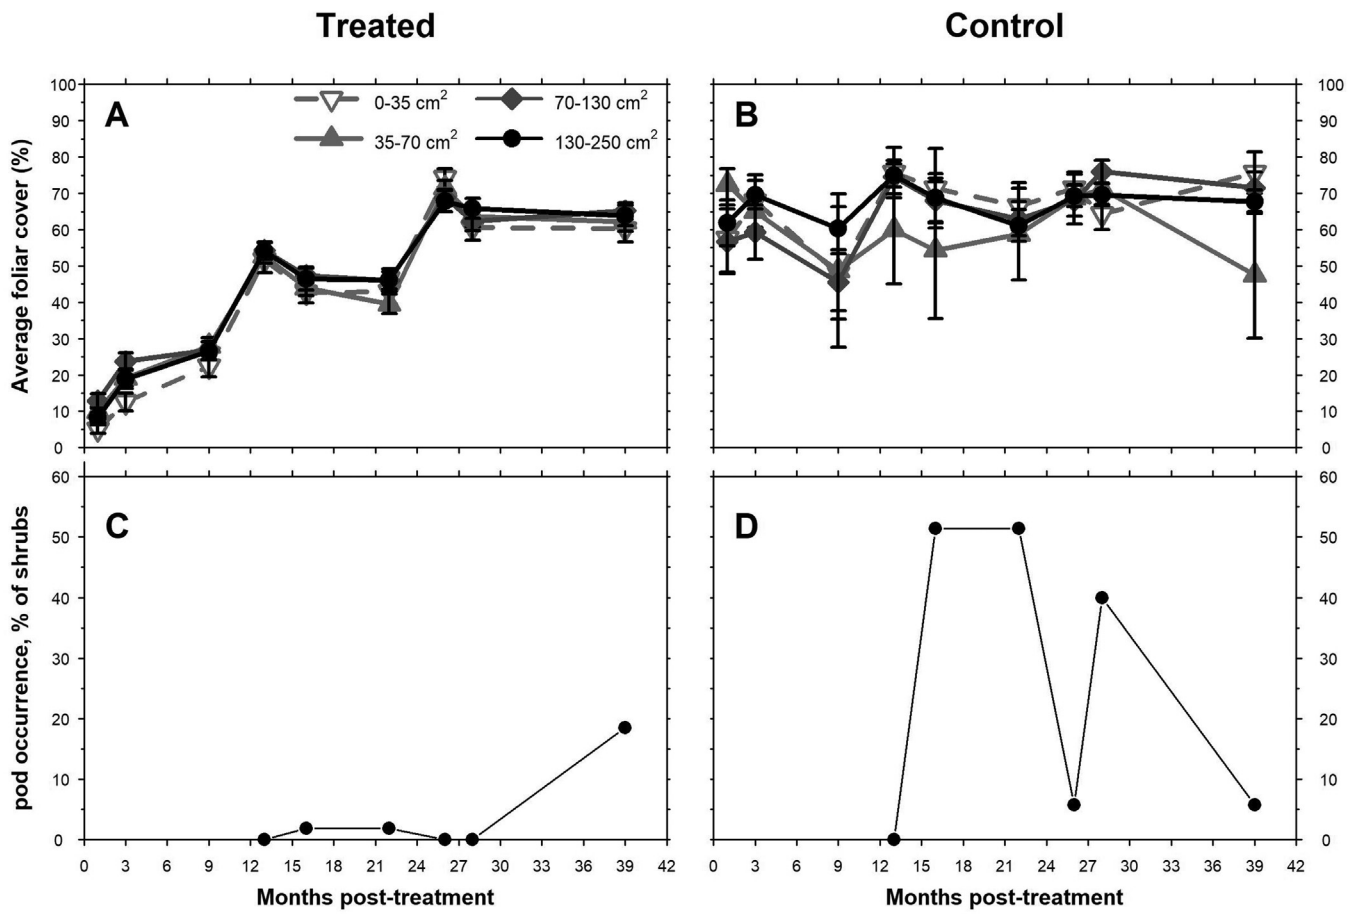 Treated Control
100 100
90 A 0-35 cm² 70-130 cm² B 90
80 35-70 cm² 130-250 cm² 80
70 70
60 60
50 50
40 40
30 30
20 20
10 10
0 0
Average foliar cover (%)
60 60
50 C D 50
40 40
30 30
20 20
10 10
0 0
pod occurrence, % of shrubs
0 3 6 9 12 15 18 21 24 27 30 33 36 39 42 0 3 6 9 12 15 18 21 24 27 30 33 36 39 42
Months post-treatment Months post-treatment